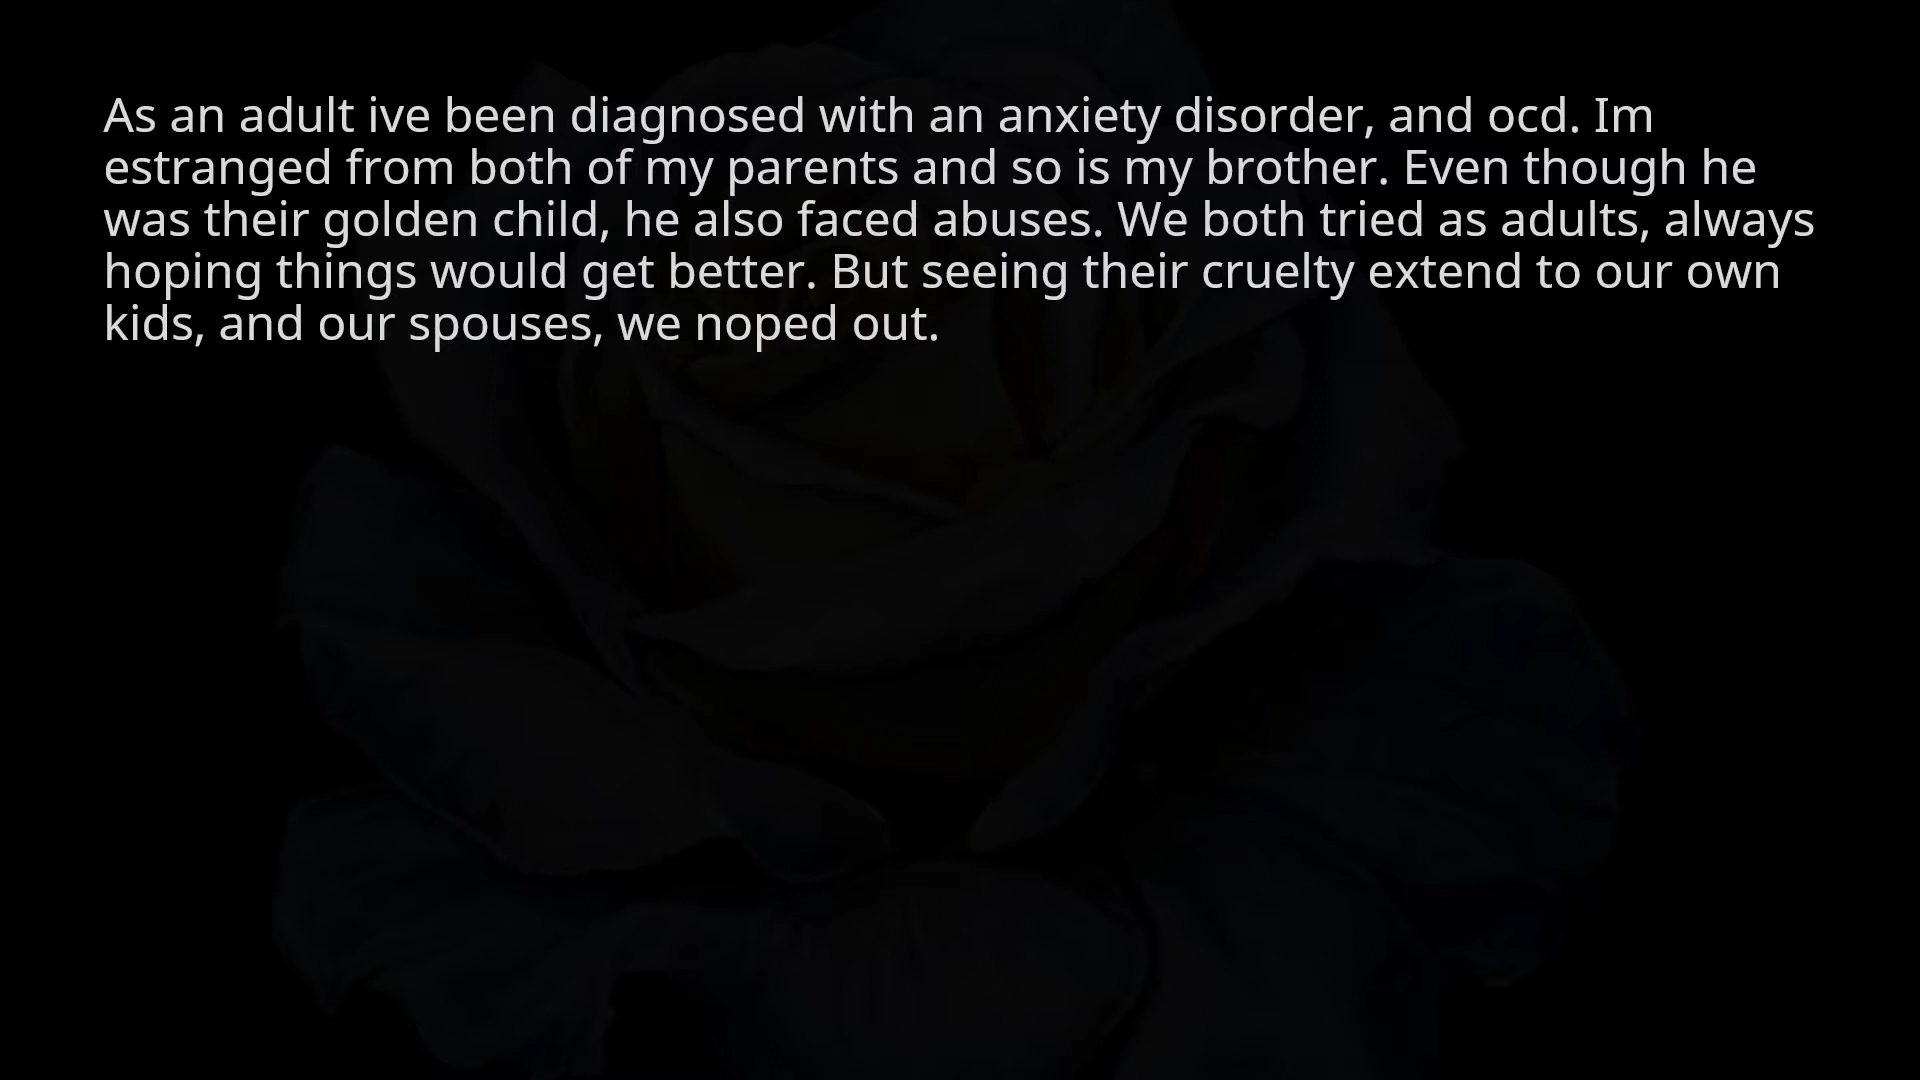 As an adult ive been diagnosed with an anxiety disorder, and ocd. Im
estranged from both of my parents and so is my brother. Even though he
was their golden child, he also faced abuses. We both tried as adults, always
hoping things would get better. But seeing their cruelty extend to our own
kids, and our spouses, we noped out.